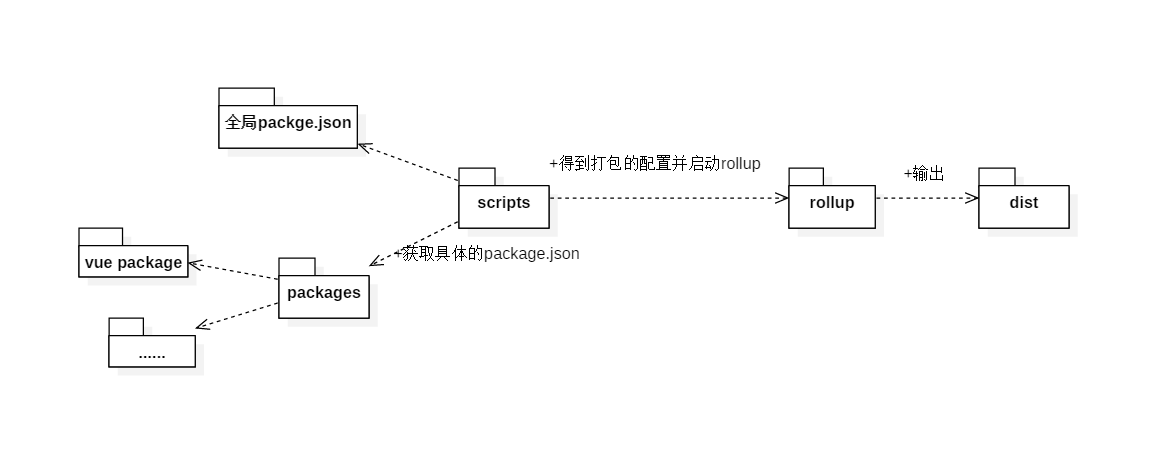 全局packge.json
+得到打包的配置并启动rollup
+输出
scripts
rollup
dist
+获取具体的package.json
vue package
packages
......